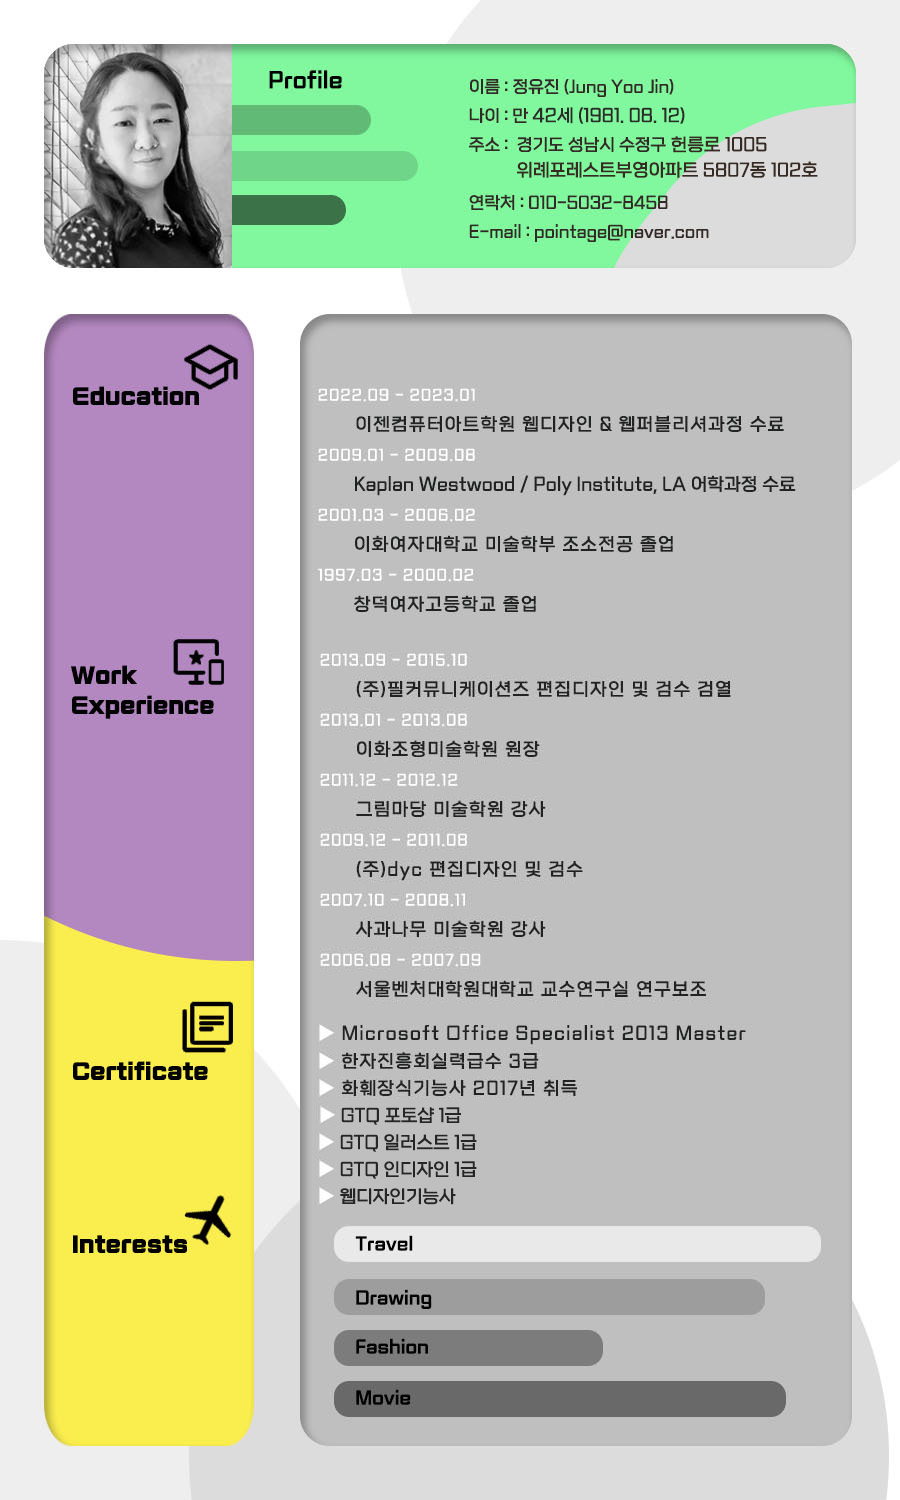 Profile
이름 : 정유진 (Jung Yoo Jin)
나이 : 만 42세 (1981. 08. 12)
주소 : 경기도 성남시 수정구 헌릉로 1005
위례포레스트부영아파트 5807동 102호
연락처 : 010-5032-8458
E-mail : pointage@naver.com
Education
2022.09 - 2023.01
이젠컴퓨터아트학원 웹디자인 & 웹퍼블리셔과정 수료
2009.01 - 2009.08
Kaplan Westwood / Poly Institute, LA 어학과정 수료
2001.03 - 2006.02
이화여자대학교 미술학부 조소전공 졸업
1997.03 - 2000.02
창덕여자고등학교 졸업
Work
Experience
2013.09 - 2015.10
(주)필커뮤니케이션즈 편집디자인 및 검수 검열
2013.01 - 2013.08
이화조형미술학원 원장
2011.12 - 2012.12
그림마당 미술학원 강사
2009.12 - 2011.08
(주)dyc 편집디자인 및 검수
2007.10 - 2008.11
사과나무 미술학원 강사
2006.08 - 2007.09
서울벤처대학원대학교 교수연구실 연구보조
Certificate
▶ Microsoft Office Specialist 2013 Master
▶ 한자진흥회실력급수 3급
▶ 화훼장식기능사 2017년 취득
▶ GTQ 포토샵 1급
▶ GTQ 일러스트 1급
▶ GTQ 인디자인 1급
▶ 웹디자인기능사
Interests
Travel
Drawing
Fashion
Movie